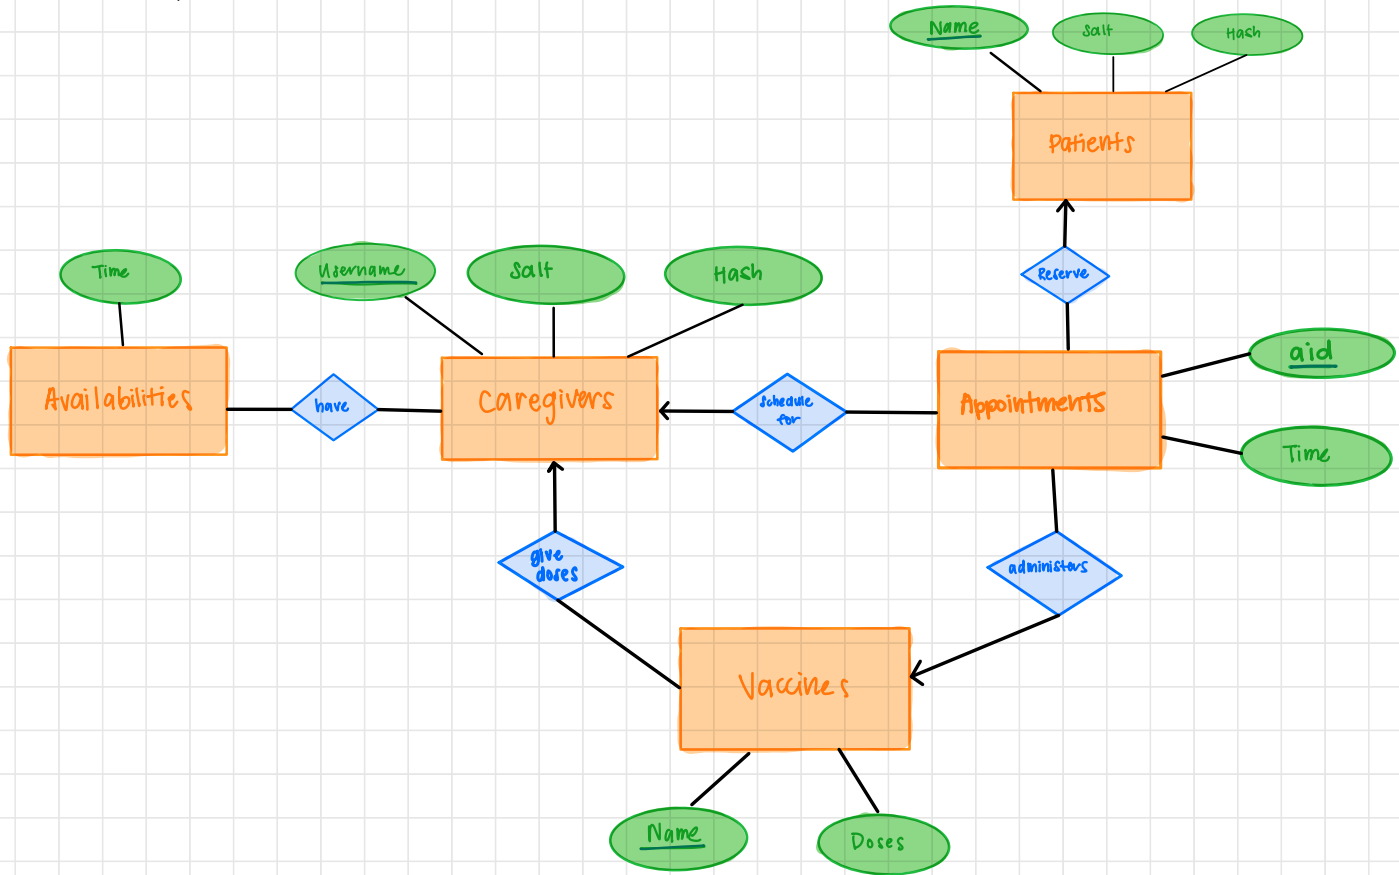 Name
Salt
Hash
Patients
Reserve
Time
Username
Salt
Hash
Availabilities
have
Caregivers
schedule
for
Appointments
aid
Time
give
doses
administers
Vaccines
Name
Doses